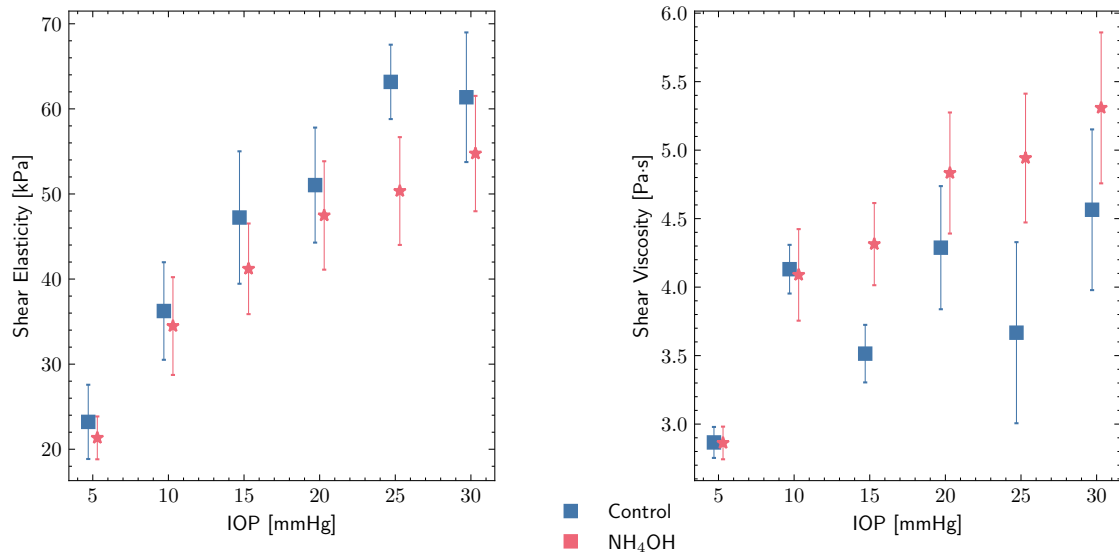 Shear Elasticity [kPa]
70
60
50
40
30
20
5 10 15 20 25 30
IOP [mmHg]
Shear Viscosity [Pa·s]
6.0
5.5
5.0
4.5
4.0
3.5
3.0
5 10 15 20 25 30
IOP [mmHg]
Control
NH₄OH